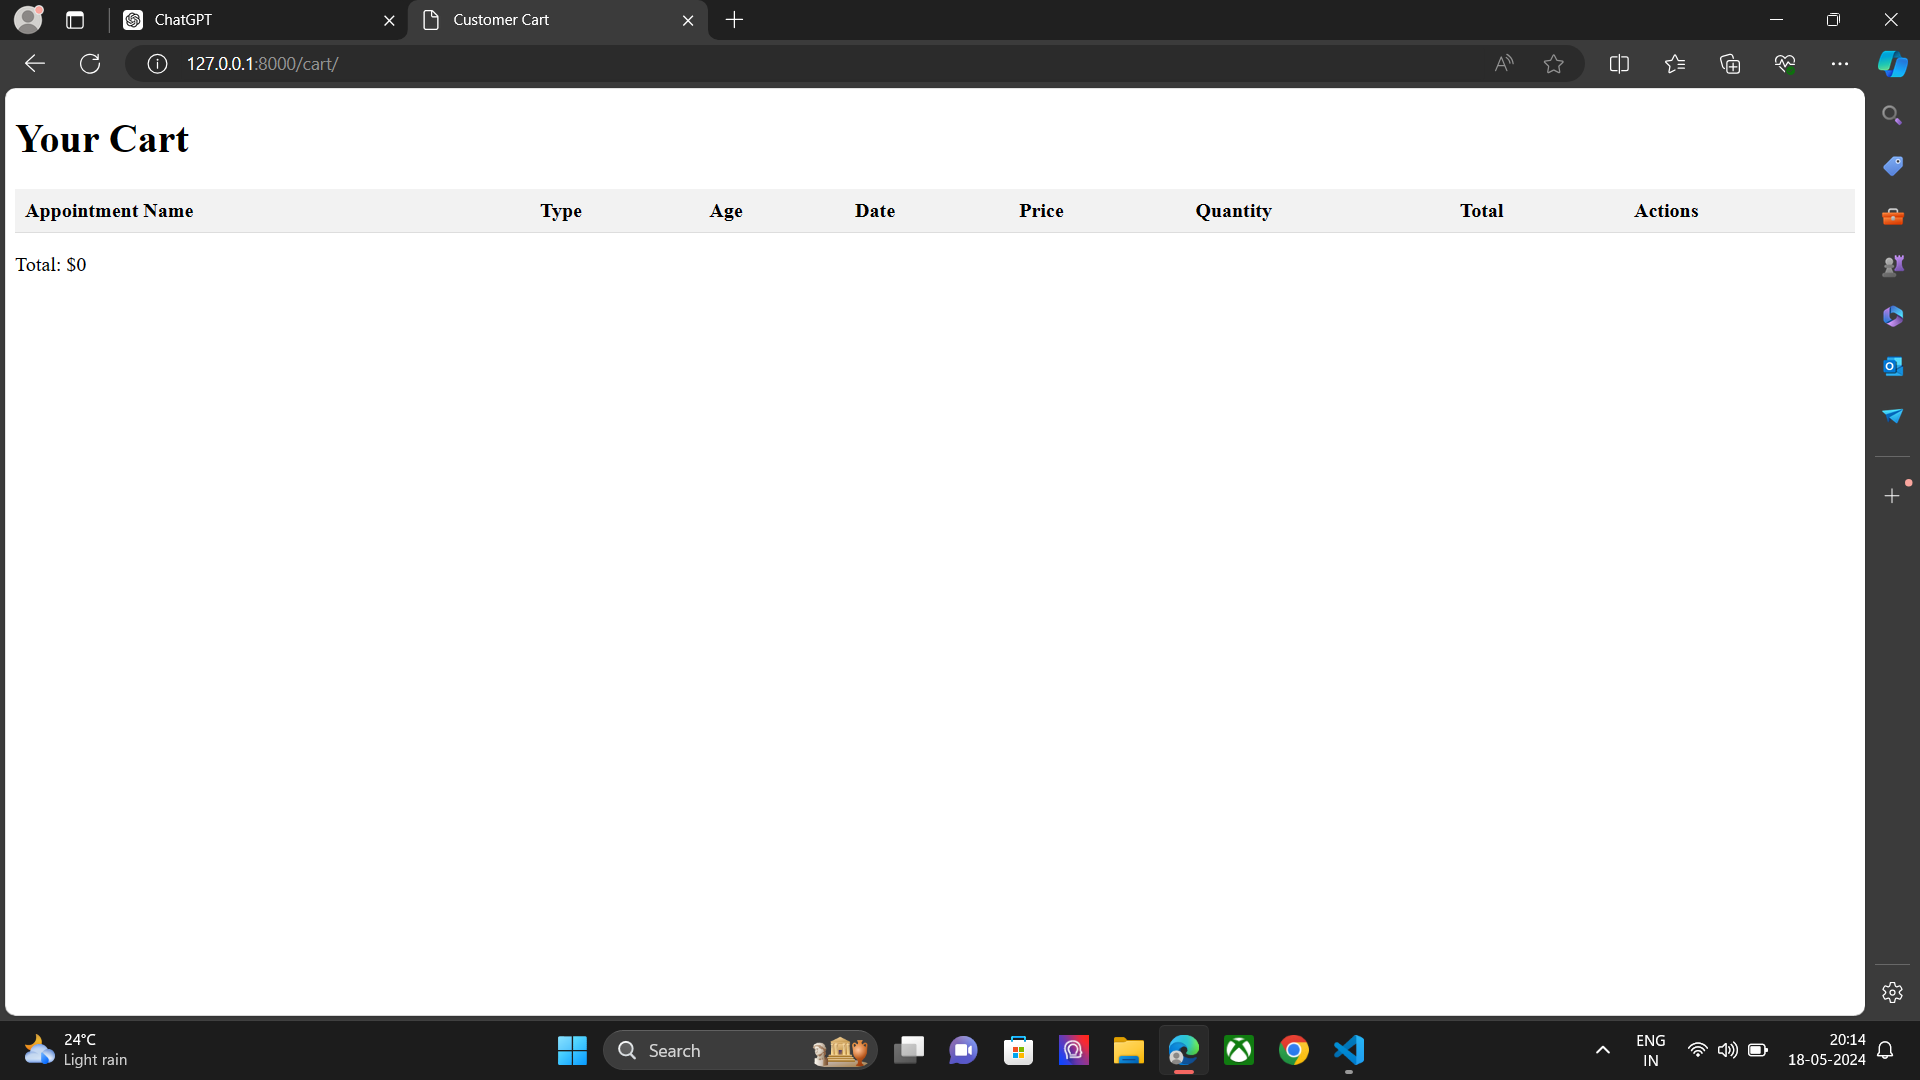 ChatGPT
Customer Cart
127.0.0.1:8000/cart/
Your Cart
Appointment Name Type Age Date Price Quantity Total Actions
Total: $0
24°C
Light rain
Search
ENG
IN
20:14
18-05-2024